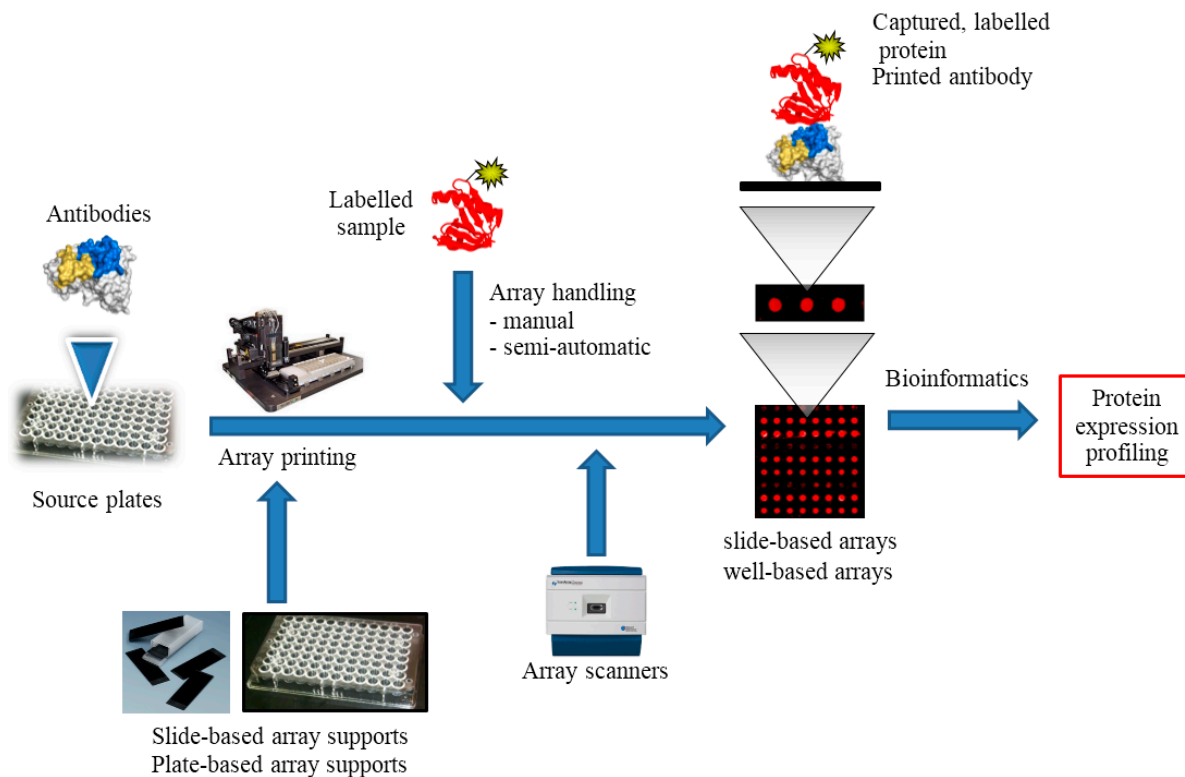 Captured, labelled
protein
Printed antibody
Labelled
sample
Antibodies
Array handling
- manual
- semi-automatic
Bioinformatics
Protein
expression
profiling
Array printing
Source plates
slide-based arrays
well-based arrays
Array scanners
Slide-based array supports
Plate-based array supports